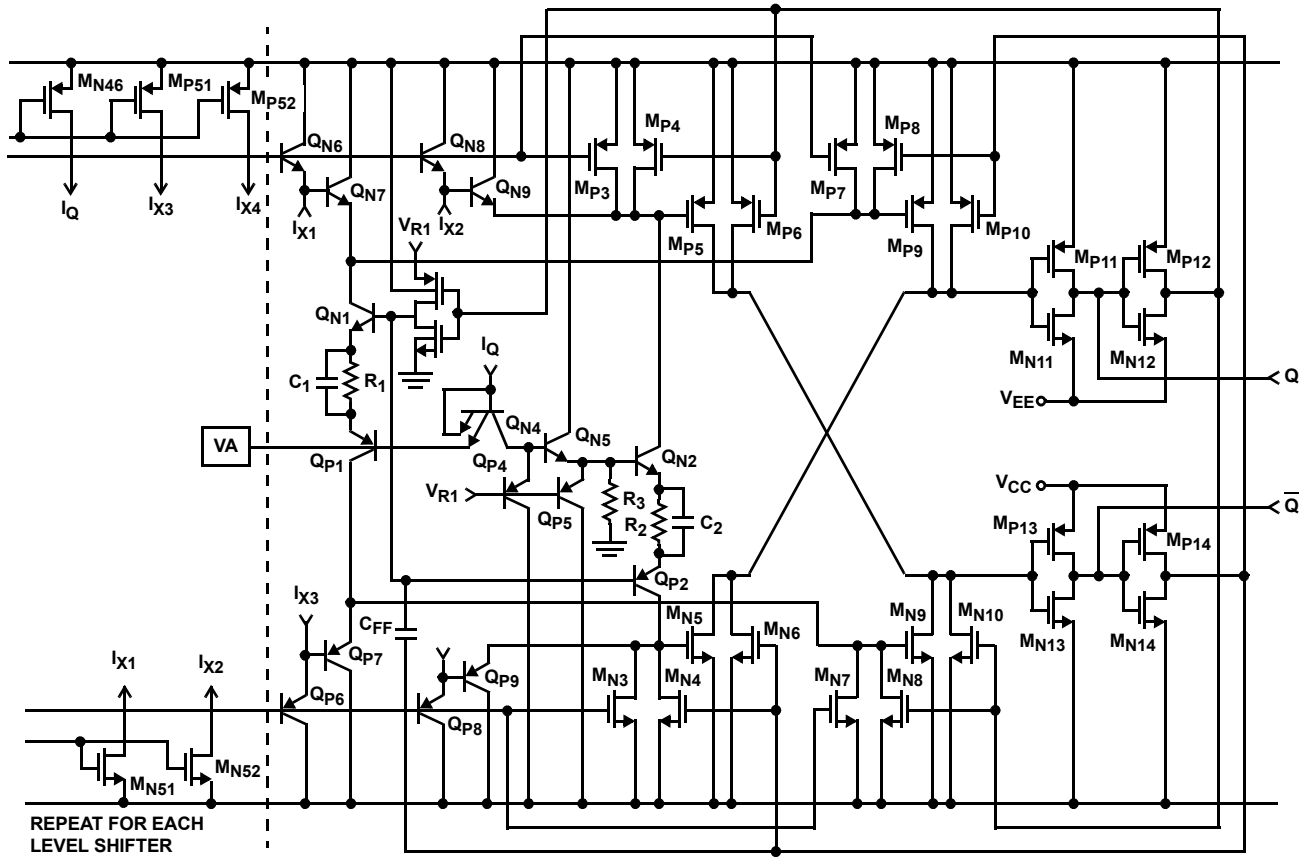 MN46
MP51
MP52
IQ
IX3
IX4
QN6
QN7
IX1
QN8
QN9
IX2
VR1
MP4
MP3
MP5
MP6
MP8
MP7
MP9
MP10
MP11
MP12
QN1
C1
R1
IQ
MN11
MN12
Q
VEE
VA
QP1
QN4
QN5
QN2
QP4
VR1
QP5
R3
R2
C2
VCC
Q̅
MP13
MP14
QP2
IX3
CFF
MN5
MN6
MN9
MN10
MN13
MN14
IX1
IX2
QP7
QP6
QP9
QP8
MN3
MN4
MN7
MN8
MN51
MN52
REPEAT FOR EACH
LEVEL SHIFTER